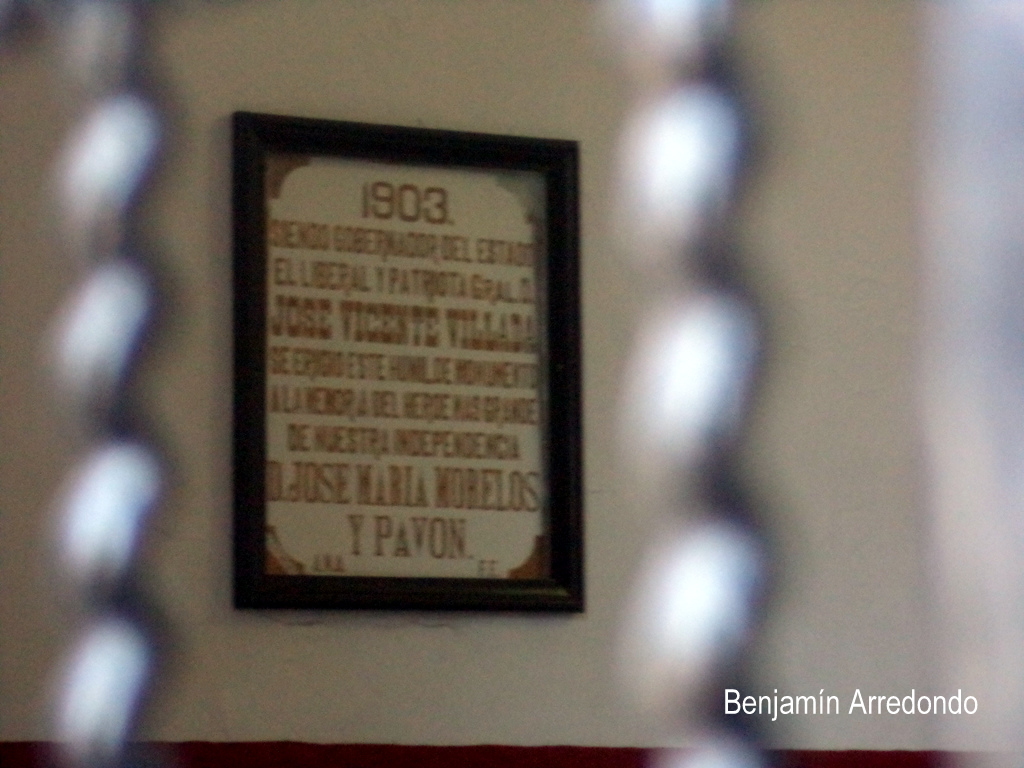 1903.
SIENDO GOBERNADOR DEL ESTADO
EL LIBERAL Y PATRIOTA GRAL. D.
JOSE VICENTE VILLADA
SE ERIGIO ESTE HUMILDE MONUMENTO
A LA MEMORIA DEL HEROE MAS GRANDE
DE NUESTRA INDEPENDENCIA
D. JOSE MARIA MORELOS
Y PAVON.
F.F.
Benjamín Arredondo